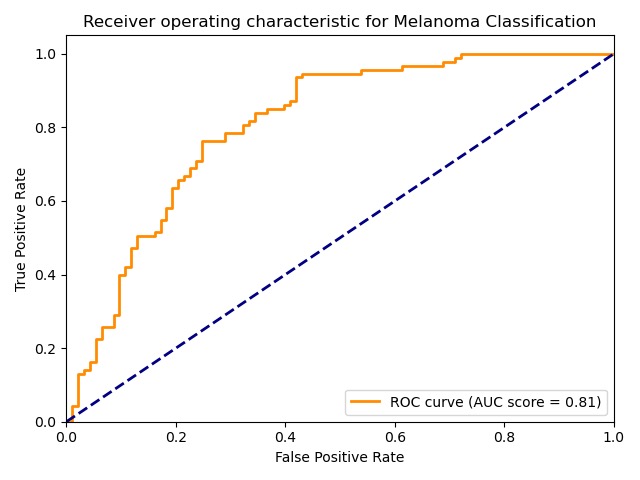 Receiver operating characteristic for Melanoma Classification
1.0
0.8
0.6
0.4
0.2
0.0
True Positive Rate
ROC curve (AUC score = 0.81)
0.0 0.2 0.4 0.6 0.8 1.0
False Positive Rate